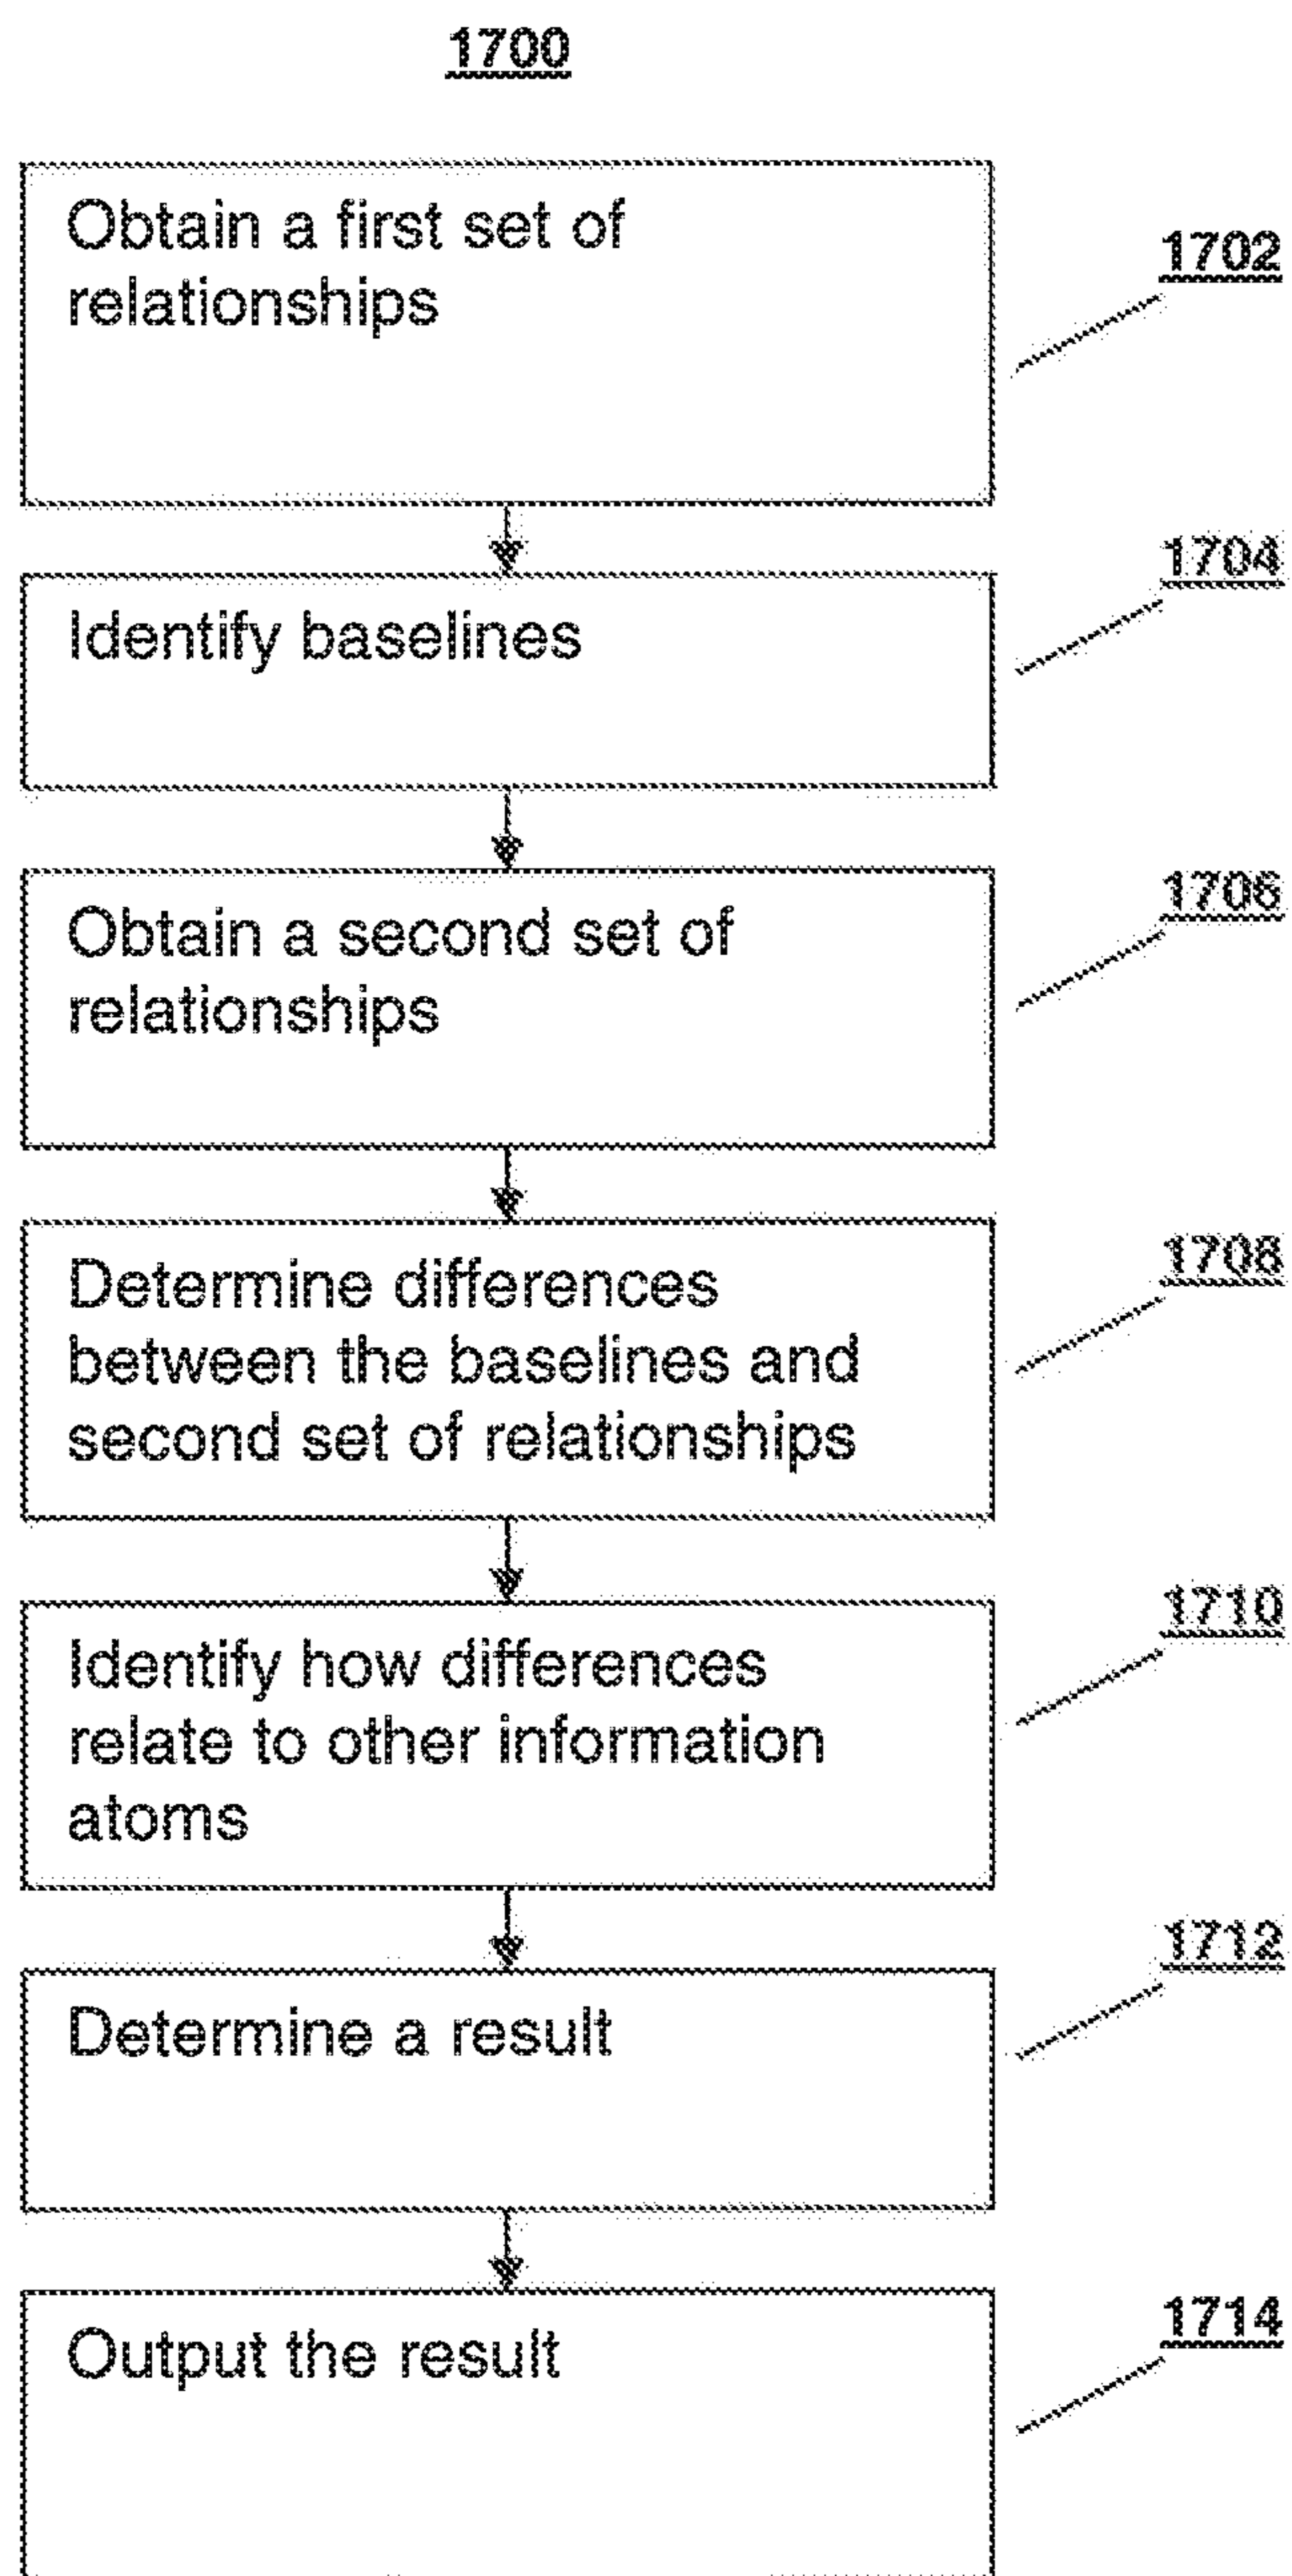 1700
Obtain a first set of
relationships
1702
Identify baselines
1704
Obtain a second set of
relationships
1706
Determine differences
between the baselines and
second set of relationships
1708
Identify how differences
relate to other information
atoms
1710
Determine a result
1712
Output the result
1714